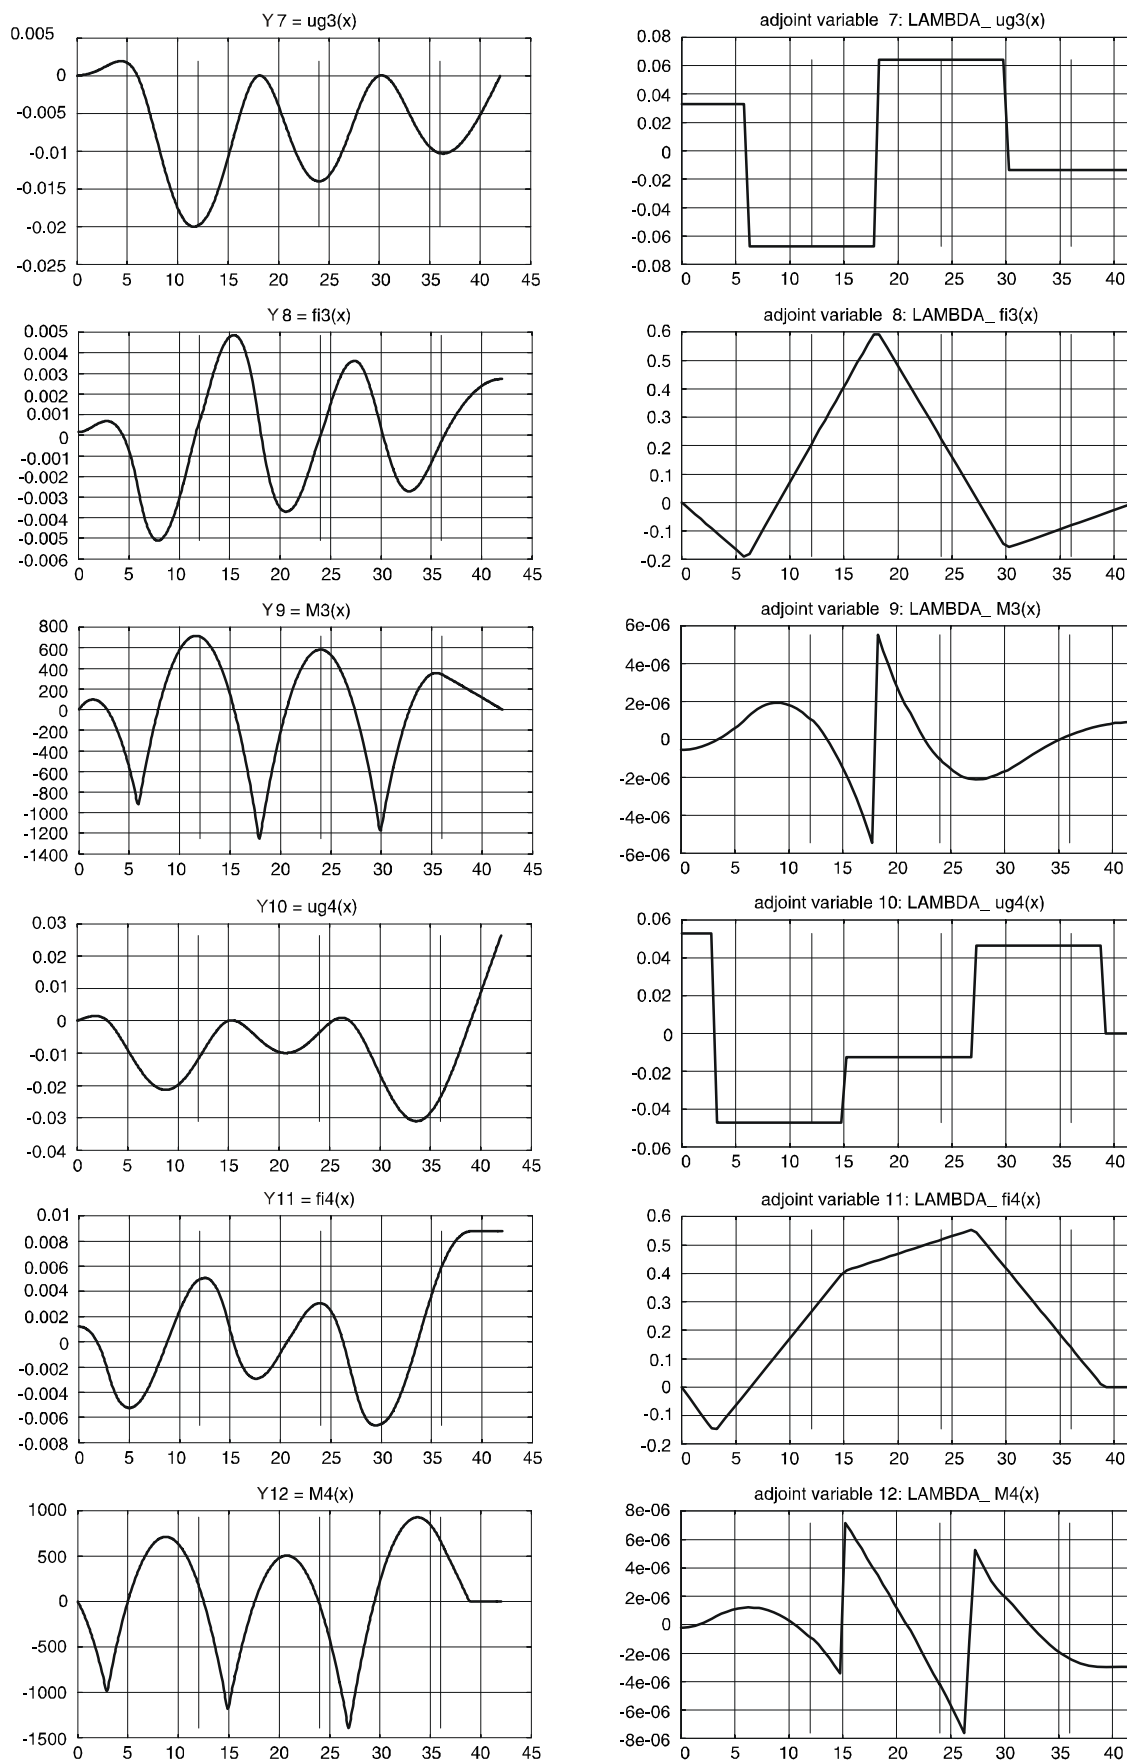 Y 7 = ug3(x)
0.005
0
-0.005
-0.01
-0.015
-0.02
-0.025
0 5 10 15 20 25 30 35 40 45
adjoint variable 7: LAMBDA_ ug3(x)
0.08
0.06
0.04
0.02
0
-0.02
-0.04
-0.06
-0.08
0 5 10 15 20 25 30 35 40
Y 8 = fi3(x)
0.005
0.004
0.003
0.002
0.001
0
-0.001
-0.002
-0.003
-0.004
-0.005
-0.006
0 5 10 15 20 25 30 35 40 45
adjoint variable 8: LAMBDA_ fi3(x)
0.6
0.5
0.4
0.3
0.2
0.1
0
-0.1
-0.2
0 5 10 15 20 25 30 35 40
Y 9 = M3(x)
800
600
400
200
0
-200
-400
-600
-800
-1000
-1200
-1400
0 5 10 15 20 25 30 35 40 45
adjoint variable 9: LAMBDA_ M3(x)
6e-06
4e-06
2e-06
0
-2e-06
-4e-06
-6e-06
0 5 10 15 20 25 30 35 40
Y10 = ug4(x)
0.03
0.02
0.01
0
-0.01
-0.02
-0.03
-0.04
0 5 10 15 20 25 30 35 40 45
adjoint variable 10: LAMBDA_ ug4(x)
0.06
0.04
0.02
0
-0.02
-0.04
-0.06
0 5 10 15 20 25 30 35 40
Y11 = fi4(x)
0.01
0.008
0.006
0.004
0.002
0
-0.002
-0.004
-0.006
-0.008
0 5 10 15 20 25 30 35 40 45
adjoint variable 11: LAMBDA_ fi4(x)
0.6
0.5
0.4
0.3
0.2
0.1
0
-0.1
-0.2
0 5 10 15 20 25 30 35 40
Y12 = M4(x)
1000
500
0
-500
-1000
-1500
0 5 10 15 20 25 30 35 40 45
adjoint variable 12: LAMBDA_ M4(x)
8e-06
6e-06
4e-06
2e-06
0
-2e-06
-4e-06
-6e-06
-8e-06
0 5 10 15 20 25 30 35 40